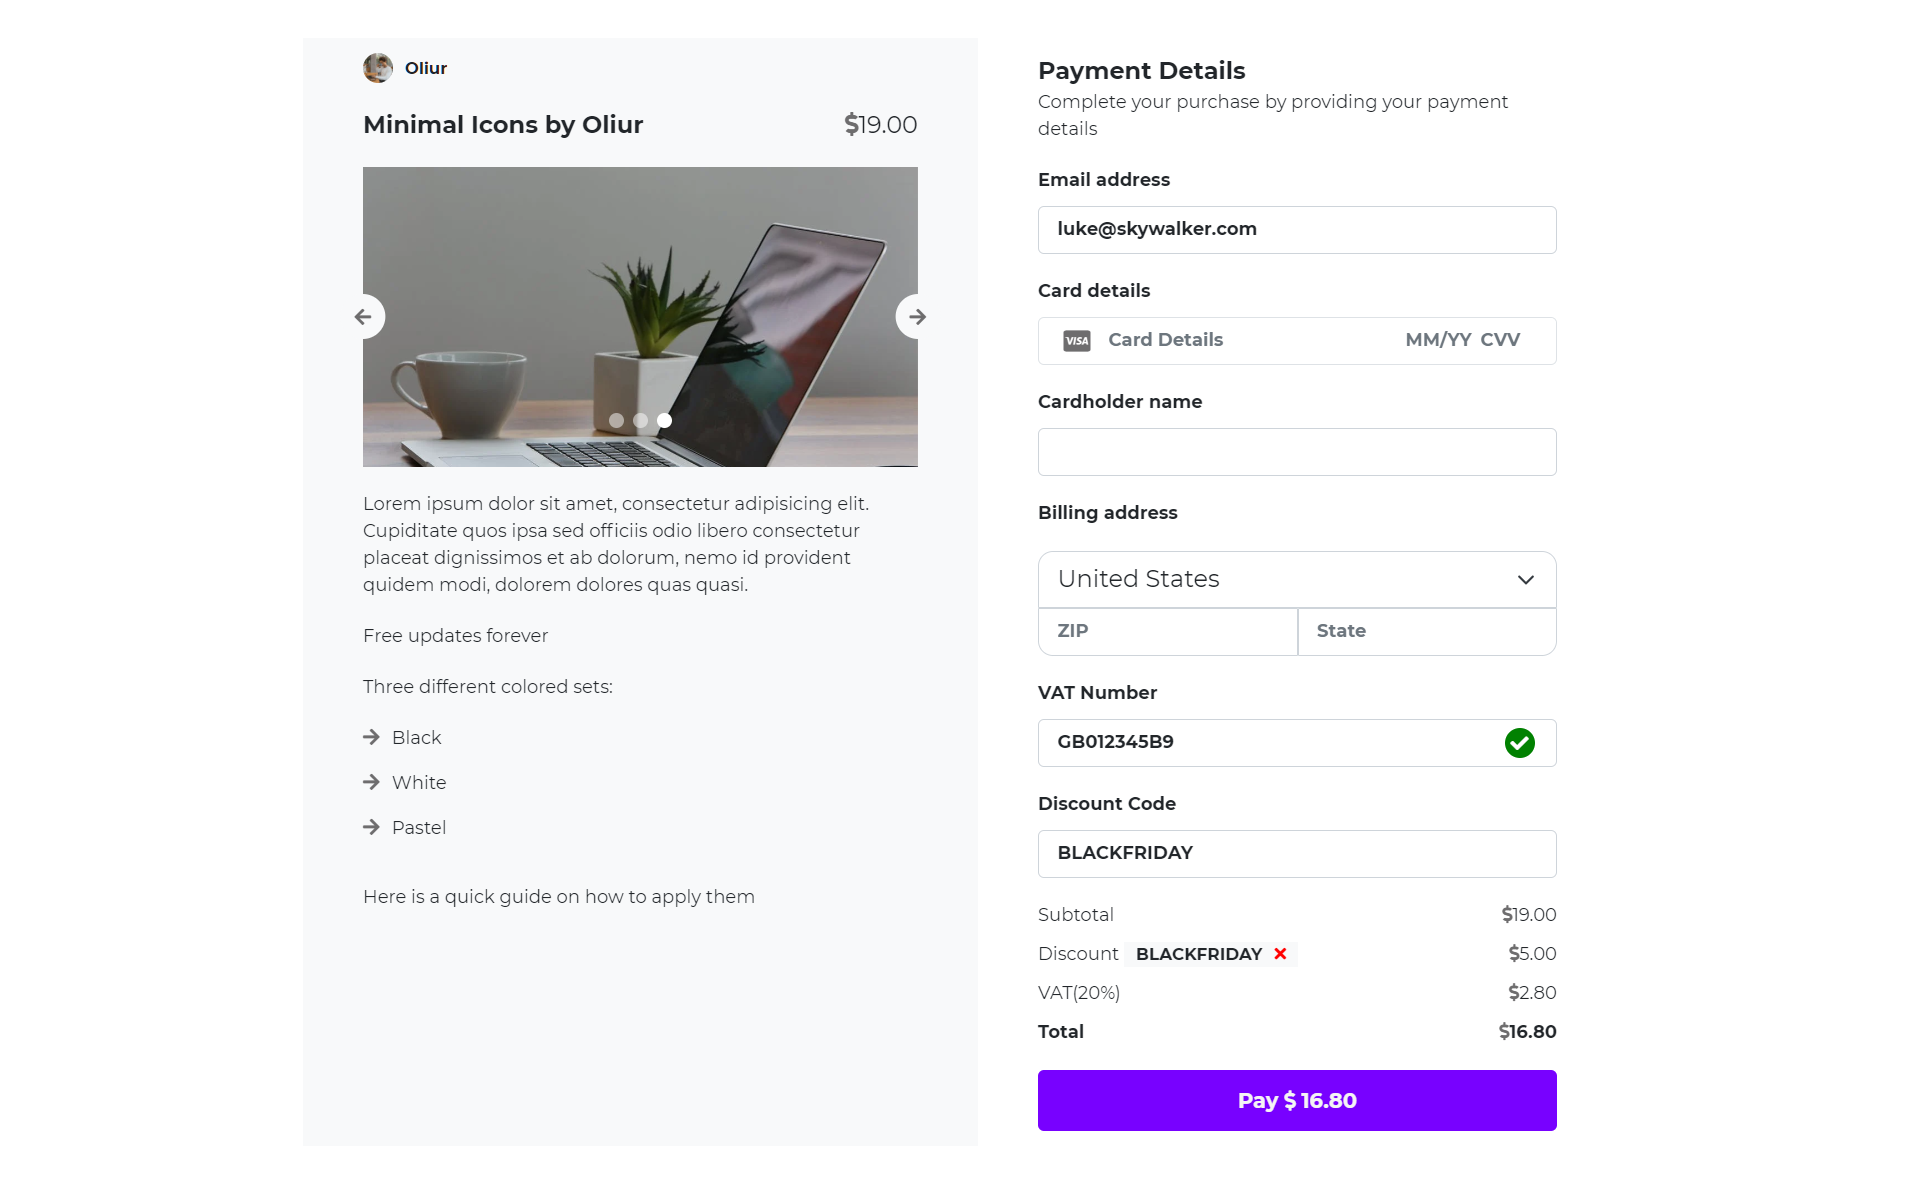 Oliur
Minimal Icons by Oliur
$19.00
Lorem ipsum dolor sit amet, consectetur adipisicing elit.
Cupiditate quos ipsa sed officiis odio libero consectetur
placeat dignissimos et ab dolorum, nemo id provident
quidem modi, dolorem dolores quas quasi.
Free updates forever
Three different colored sets:
Black
White
Pastel
Here is a quick guide on how to apply them
Payment Details
Complete your purchase by providing your payment
details
Email address
luke@skywalker.com
Card details
VISA Card Details MM/YY CVV
Cardholder name
Billing address
United States
ZIP State
VAT Number
GB012345B9
Discount Code
BLACKFRIDAY
Subtotal $19.00
Discount BLACKFRIDAY $5.00
VAT(20%) $2.80
Total $16.80
Pay $ 16.80